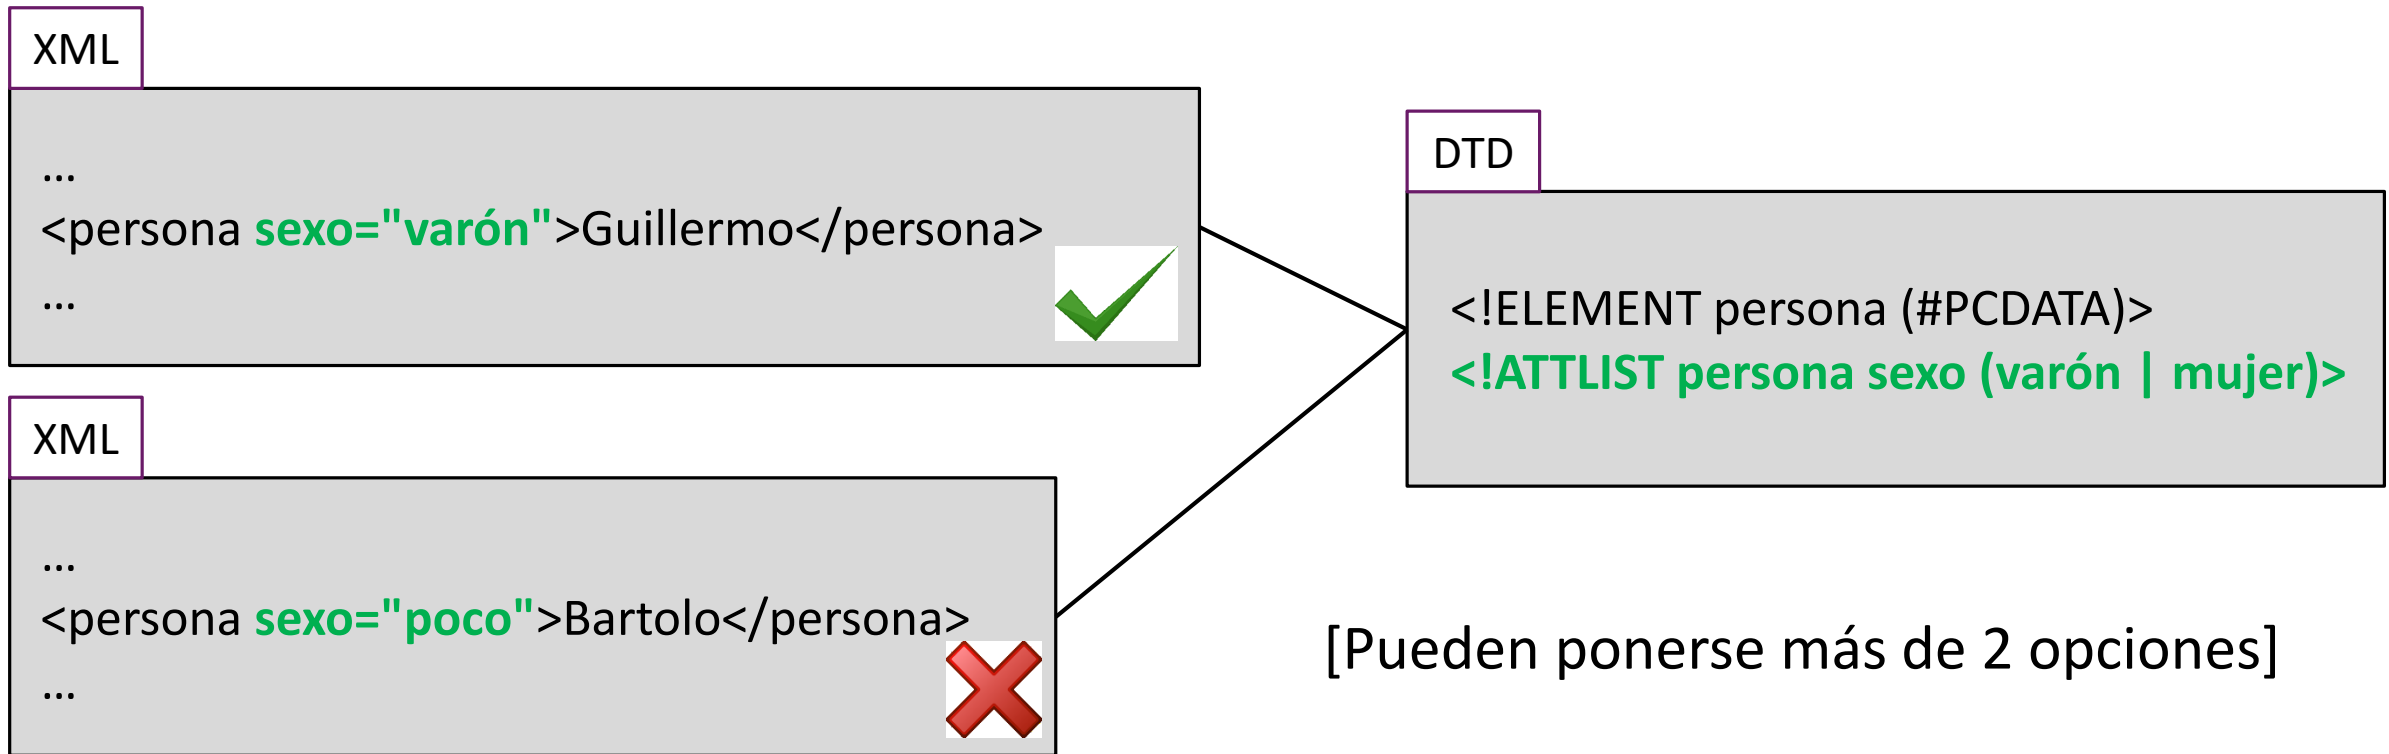 XML
...
<persona sexo="varón">Guillermo</persona>
...
XML
...
<persona sexo="poco">Bartolo</persona>
...
DTD
<!ELEMENT persona (#PCDATA)>
<!ATTLIST persona sexo (varón | mujer)>
[Pueden ponerse más de 2 opciones]